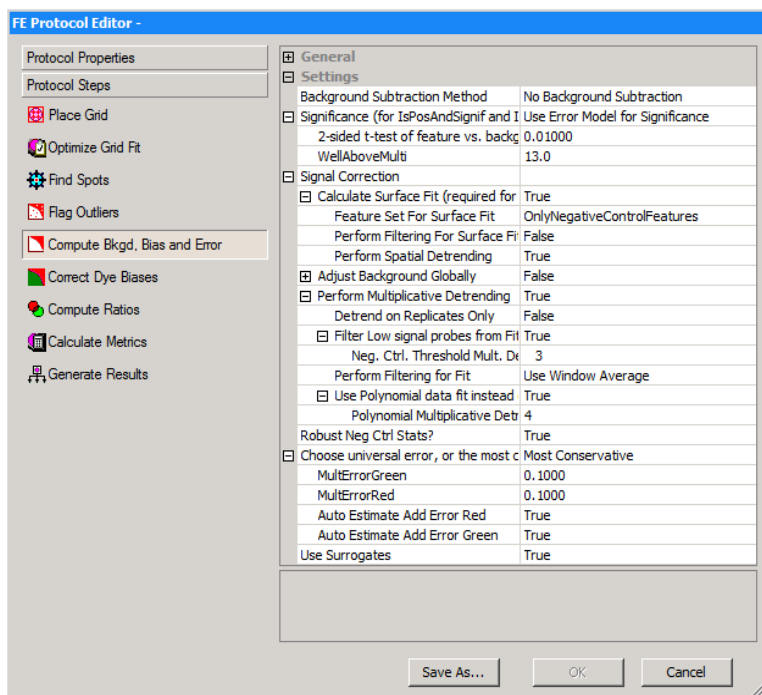 FE Protocol Editor -
Protocol Properties
Protocol Steps
Place Grid
Optimize Grid Fit
Find Spots
Flag Outliers
Compute Bkgd, Bias and Error
Correct Dye Biases
Compute Ratios
Calculate Metrics
Generate Results
General
Settings
Background Subtraction Method No Background Subtraction
Significance (for IsPosAndSignif and I Use Error Model for Significance
2-sided t-test of feature vs. backg 0.01000
WellAboveMulti 13.0
Signal Correction
Calculate Surface Fit (required for True
Feature Set For Surface Fit OnlyNegativeControlFeatures
Perform Filtering For Surface Fi False
Perform Spatial Detrending True
Adjust Background Globally False
Perform Multiplicative Detrending True
Detrend on Replicates Only False
Filter Low signal probes from Fit True
Neg. Ctrl. Threshold Mult. De 3
Perform Filtering for Fit Use Window Average
Use Polynomial data fit instead True
Polynomial Multiplicative Detr 4
Robust Neg Ctrl Stats? True
Choose universal error, or the most c Most Conservative
MultErrorGreen 0.1000
MultErrorRed 0.1000
Auto Estimate Add Error Red True
Auto Estimate Add Error Green True
Use Surrogates True
Save As... OK Cancel